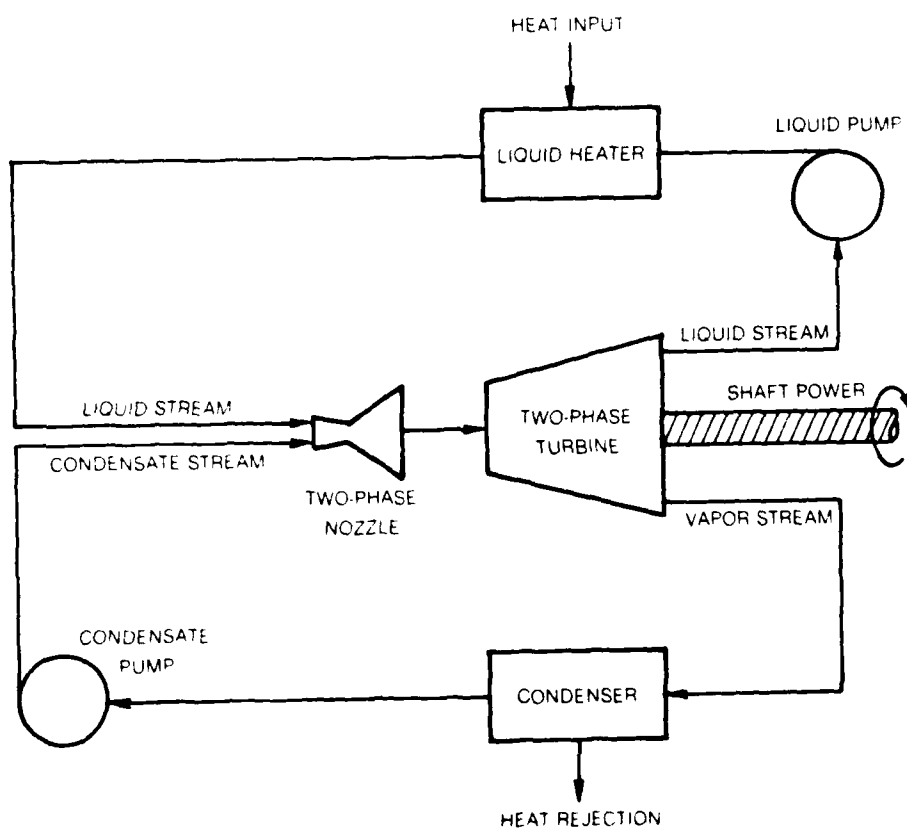 HEAT INPUT
LIQUID PUMP
LIQUID HEATER
LIQUID STREAM
SHAFT POWER
LIQUID STREAM
TWO-PHASE
TURBINE
CONDENSATE STREAM
TWO-PHASE
NOZZLE
VAPOR STREAM
CONDENSATE
PUMP
CONDENSER
HEAT REJECTION